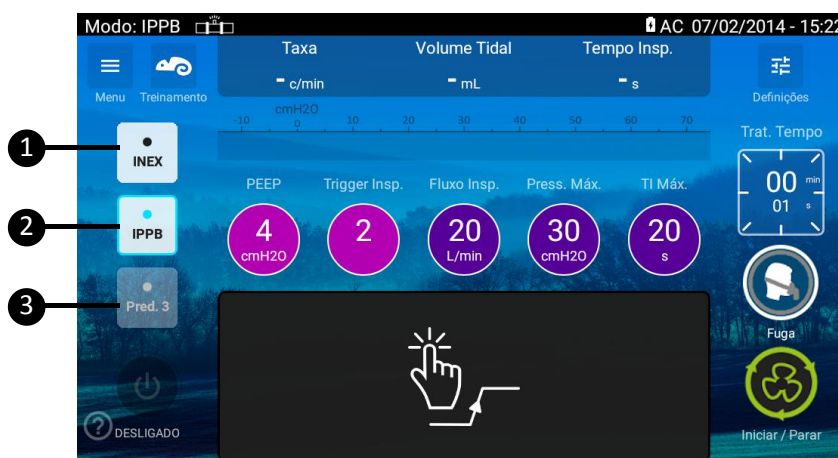 Modo: IPPB
AC 07/02/2014 - 15:22
Menu
Treinamento
Taxa
- c/min
Volume Tidal
- mL
Tempo Insp.
- s
Definições
cmH2O
-10 0 10 20 30 40 50 60 70
1
INEX
2
IPPB
3
Pred. 3
PEEP
4
cmH2O
Trigger Insp.
2
Fluxo Insp.
20
L/min
Press. Máx.
30
cmH2O
TI Máx.
20
s
Trat. Tempo
00 min
01 s
Fuga
Iniciar / Parar
?
DESLIGADO